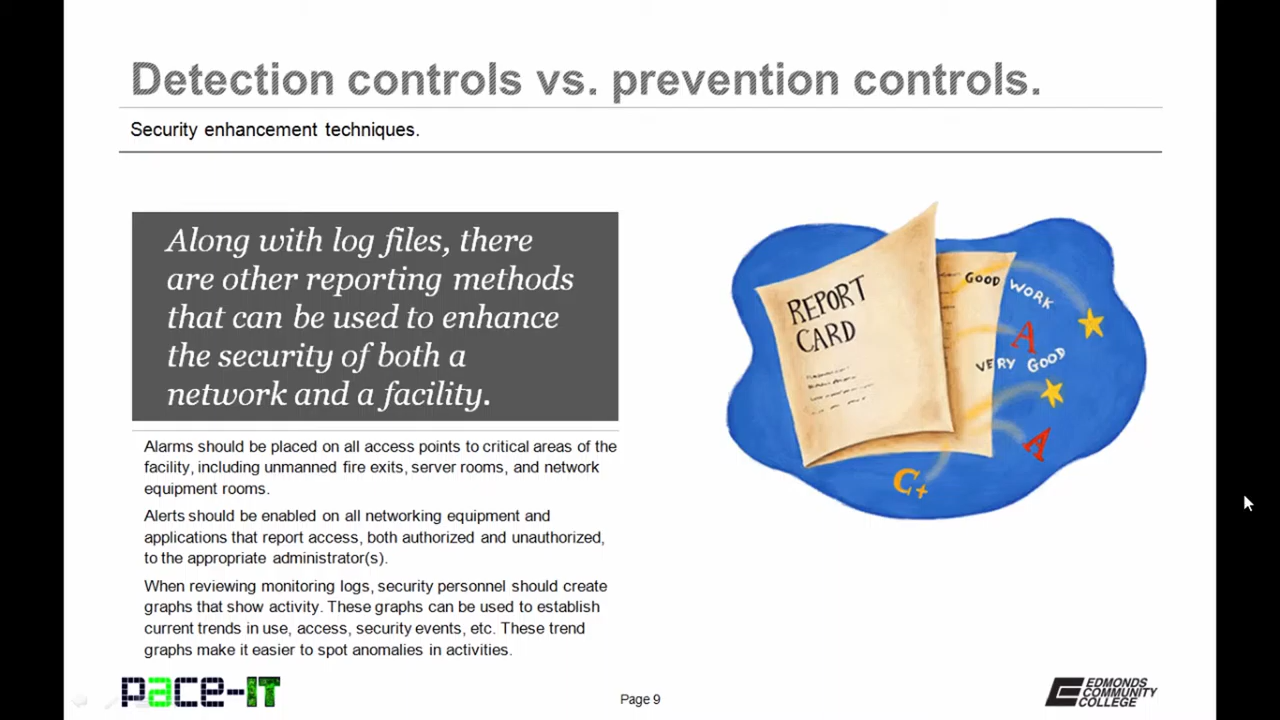 Detection controls vs. prevention controls.
Security enhancement techniques.
Along with log files, there
are other reporting methods
that can be used to enhance
the security of both a
network and a facility.
Alarms should be placed on all access points to critical areas of the
facility, including unmanned fire exits, server rooms, and network
equipment rooms.
Alerts should be enabled on all networking equipment and
applications that report access, both authorized and unauthorized,
to the appropriate administrator(s).
When reviewing monitoring logs, security personnel should create
graphs that show activity. These graphs can be used to establish
current trends in use, access, security events, etc. These trend
graphs make it easier to spot anomalies in activities.
REPORT
CARD
GOOD WORK
A
VERY GOOD
A
C+
pace-IT
Page 9
EDMONDS
COMMUNITY
COLLEGE